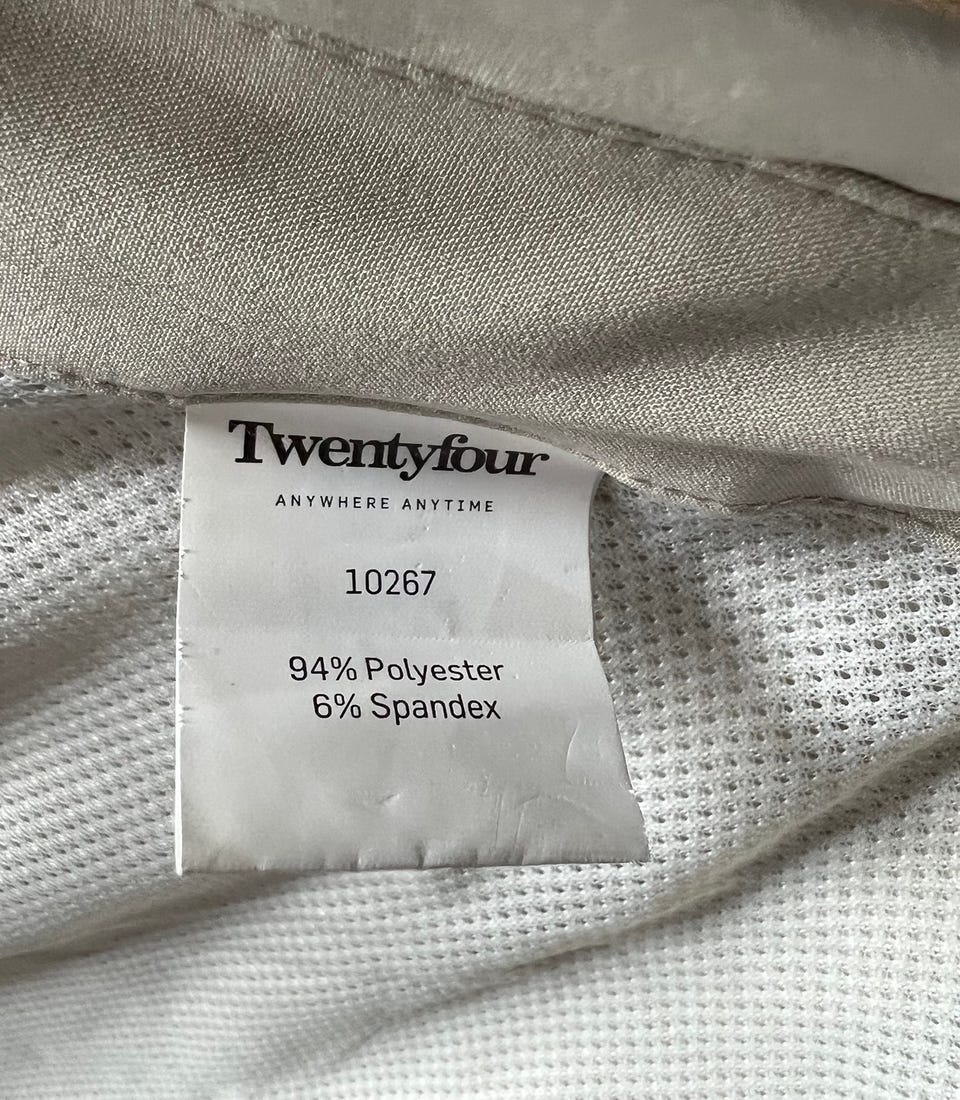 Twentyfour
ANYWHERE ANYTIME
10267
94% Polyester
6% Spandex